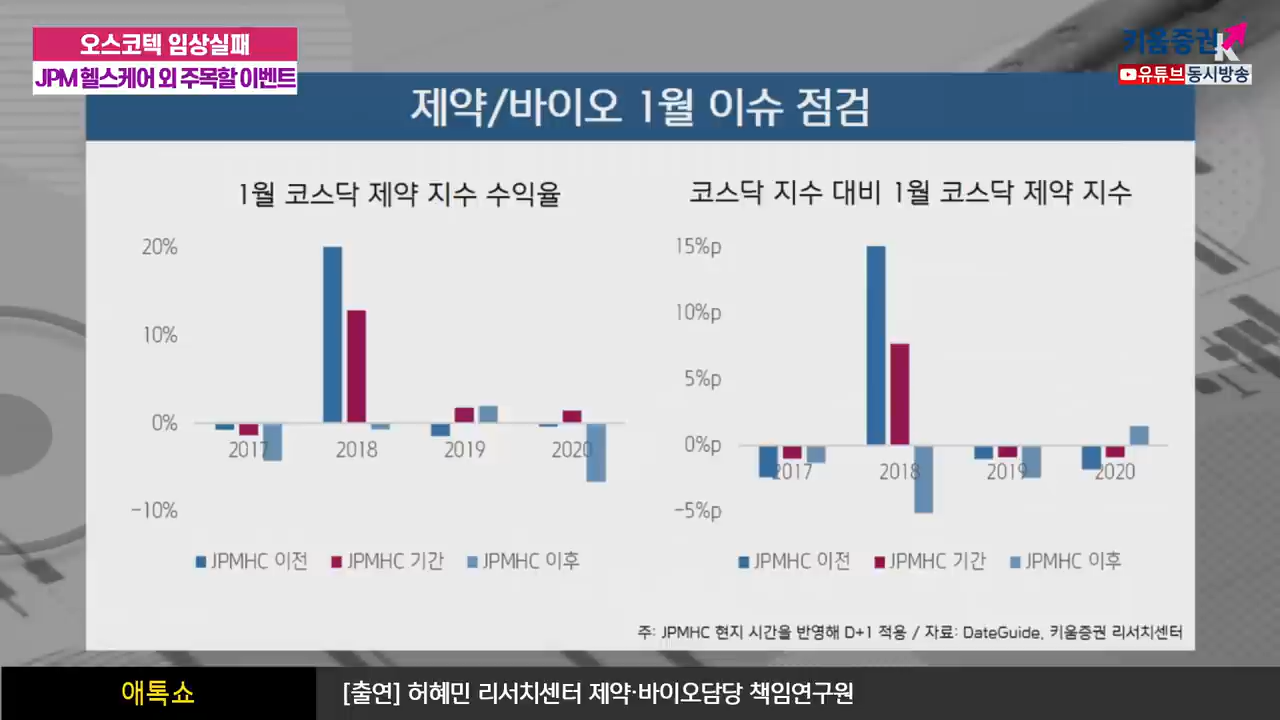 오스코텍 임상실패
JPM 헬스케어 외 주목할 이벤트
키움증권K
유튜브동시방송
제약/바이오 1월 이슈 점검
1월 코스닥 제약 지수 수익율
20%
10%
0%
-10%
2017 2018 2019 2020
JPMHC 이전 JPMHC 기간 JPMHC 이후
코스닥 지수 대비 1월 코스닥 제약 지수
15%p
10%p
5%p
0%p
-5%p
2017 2018 2019 2020
JPMHC 이전 JPMHC 기간 JPMHC 이후
주: JPMHC 현지 시간을 반영해 D+1 적용 / 자료: DateGuide, 키움증권 리서치센터
애톡쇼
[출연] 허혜민 리서치센터 제약·바이오담당 책임연구원